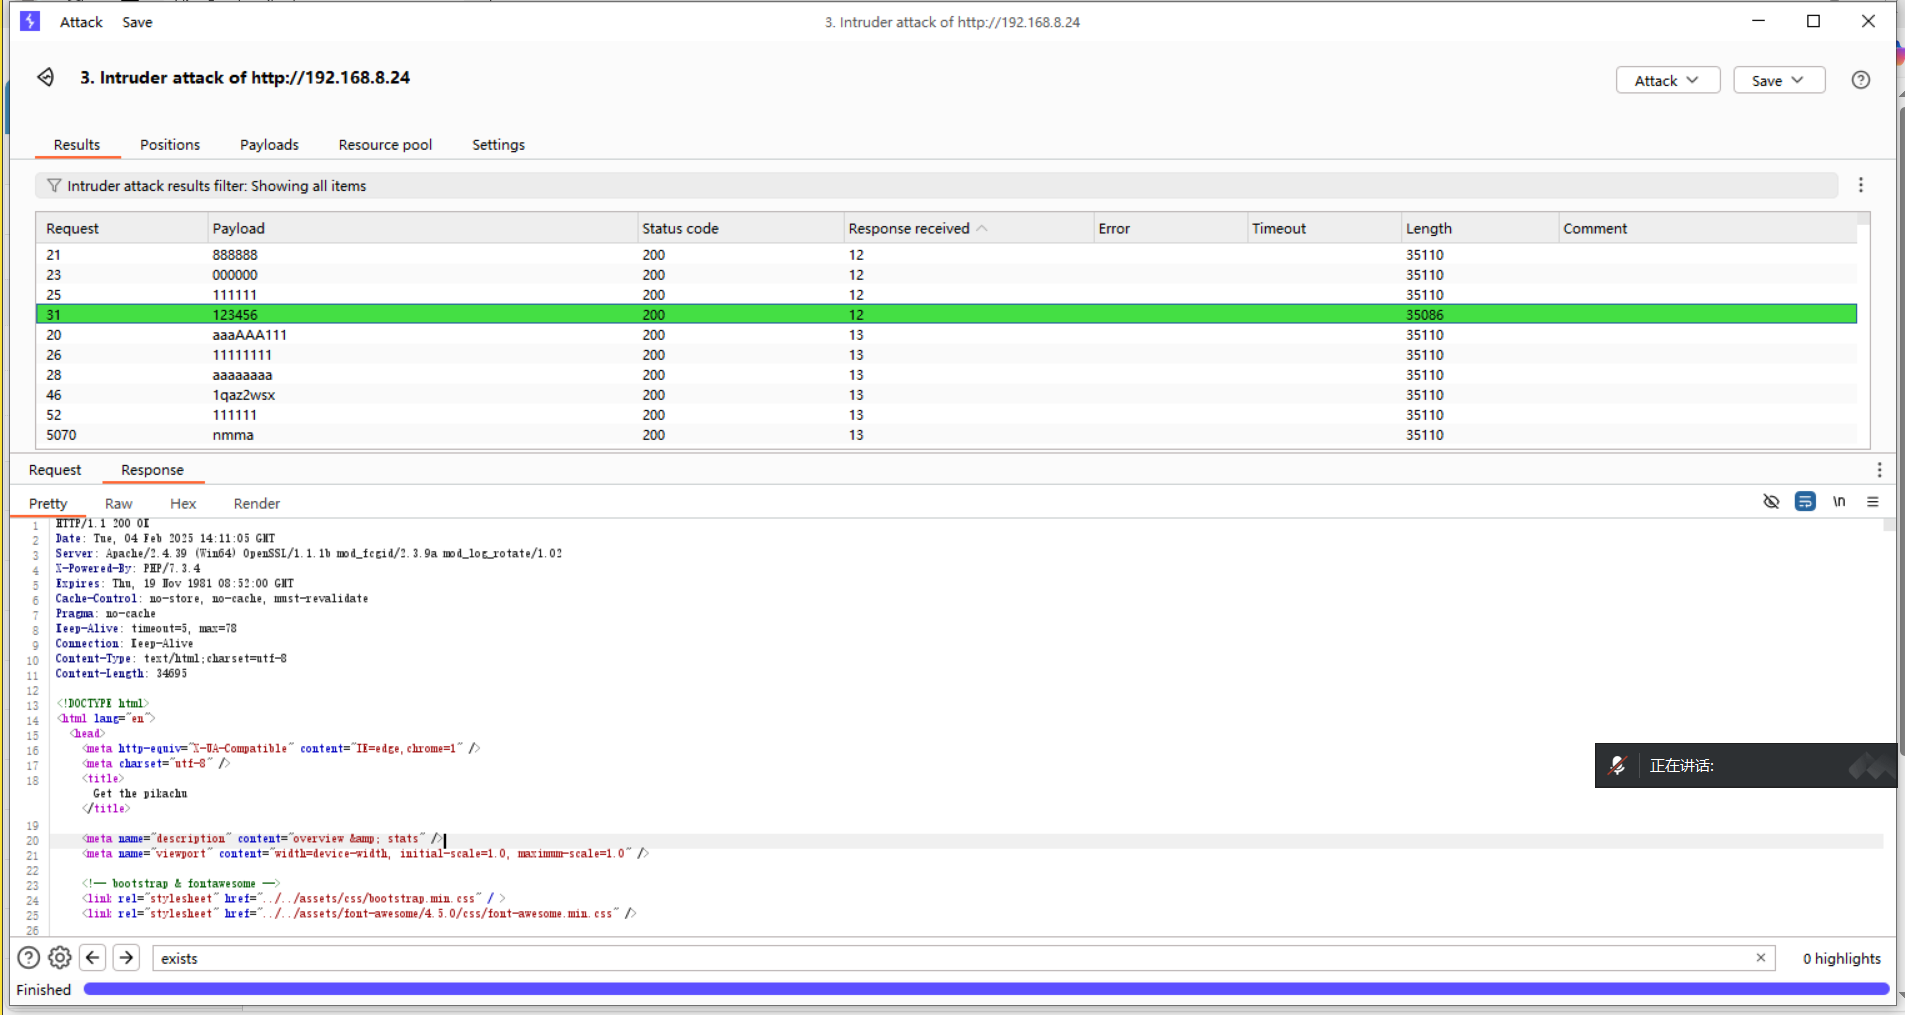 Attack Save 3. Intruder attack of http://192.168.8.24
3. Intruder attack of http://192.168.8.24 Attack Save
Results Positions Payloads Resource pool Settings
Intruder attack results filter: Showing all items
Request Payload Status code Response received Error Timeout Length Comment
21 888888 200 12 35110
23 000000 200 12 35110
25 111111 200 12 35110
31 123456 200 12 35086
20 aaaAAA111 200 13 35110
26 11111111 200 13 35110
28 aaaaaaaa 200 13 35110
46 1qaz2wsx 200 13 35110
52 111111 200 13 35110
5070 nmma 200 13 35110
Request Response
Pretty Raw Hex Render \n
1 HTTP/1.1 200 OK
2 Date: Tue, 04 Feb 2025 14:11:05 GMT
3 Server: Apache/2.4.39 (Win64) OpenSSL/1.1.1b mod_fcgid/2.3.9a mod_log_rotate/1.02
4 X-Powered-By: PHP/7.3.4
5 Expires: Thu, 19 Nov 1981 08:52:00 GMT
6 Cache-Control: no-store, no-cache, must-revalidate
7 Pragma: no-cache
8 Keep-Alive: timeout=5, max=78
9 Connection: Keep-Alive
10 Content-Type: text/html;charset=utf-8
11 Content-Length: 34695
12
13 <!DOCTYPE html>
14 <html lang="en">
15 <head>
16 <meta http-equiv="X-UA-Compatible" content="IE=edge,chrome=1" />
17 <meta charset="utf-8" />
18 <title>
Get the pikachu
</title>
19
20 <meta name="description" content="overview &amp; stats" />
21 <meta name="viewport" content="width=device-width, initial-scale=1.0, maximum-scale=1.0" />
22
23 <!-- bootstrap & fontawesome -->
24 <link rel="stylesheet" href="../../assets/css/bootstrap.min.css" / >
25 <link rel="stylesheet" href="../../assets/font-awesome/4.5.0/css/font-awesome.min.css" />
26
正在讲话:
exists 0 highlights
Finished